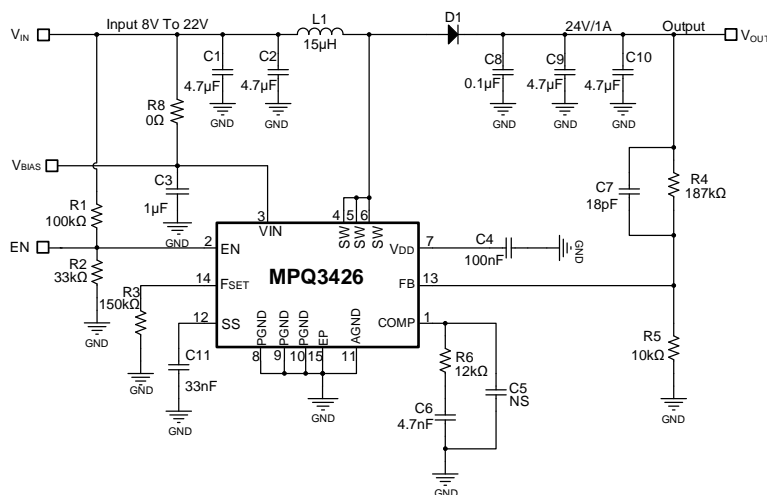 Input 8V To 22V
L1
15µH
D1
24V/1A
Output
VIN
VOUT
C1
4.7µF
GND
C2
4.7µF
GND
C8
0.1µF
GND
C9
4.7µF
GND
C10
4.7µF
GND
R8
0Ω
VBIAS
C3
1µF
GND
C7
18pF
R4
187kΩ
R1
100kΩ
3
VIN
4
5
6
SW
SW
SW
EN
2
EN
VDD
7
C4
100nF
GND
R2
33kΩ
GND
MPQ3426
14
FSET
FB
13
R3
150kΩ
GND
12
SS
COMP
1
C11
33nF
GND
PGND
PGND
PGND
EP
AGND
8
9
10
15
11
GND
R6
12kΩ
C5
NS
C6
4.7nF
GND
R5
10kΩ
GND